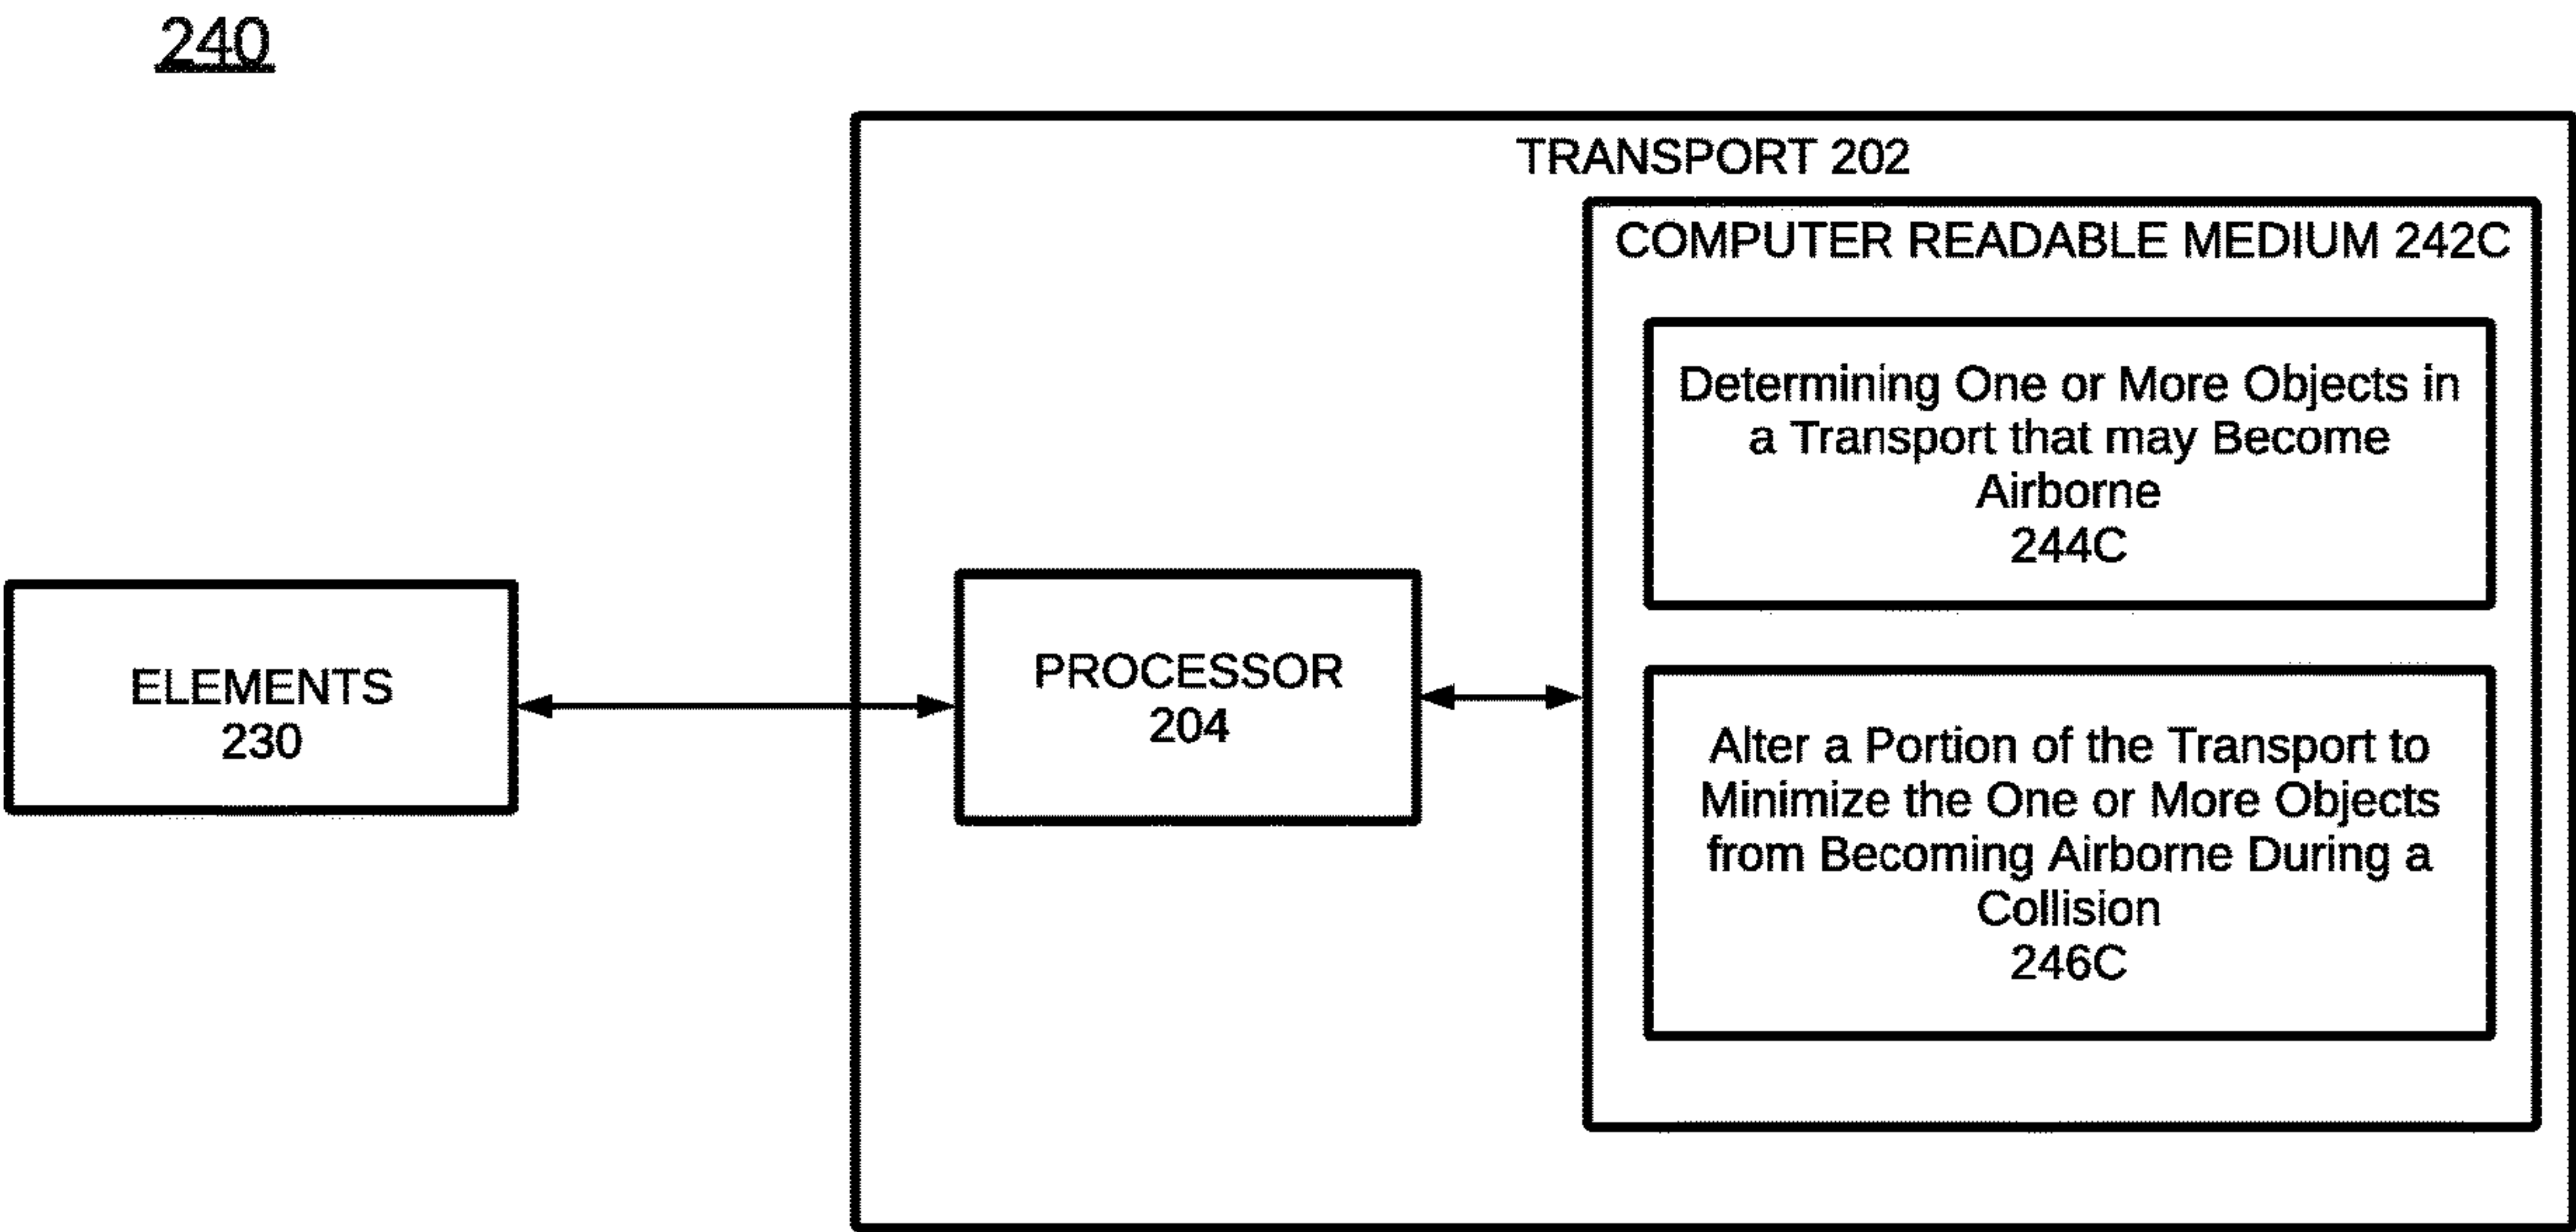 240
TRANSPORT 202
COMPUTER READABLE MEDIUM 242C
Determining One or More Objects in
a Transport that may Become
Airborne
244C
ELEMENTS
230
PROCESSOR
204
Alter a Portion of the Transport to
Minimize the One or More Objects
from Becoming Airborne During a
Collision
246C